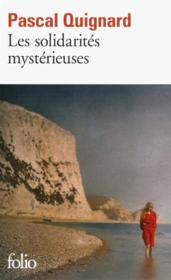 Pascal Quignard
Les solidarités
mystérieuses
folio